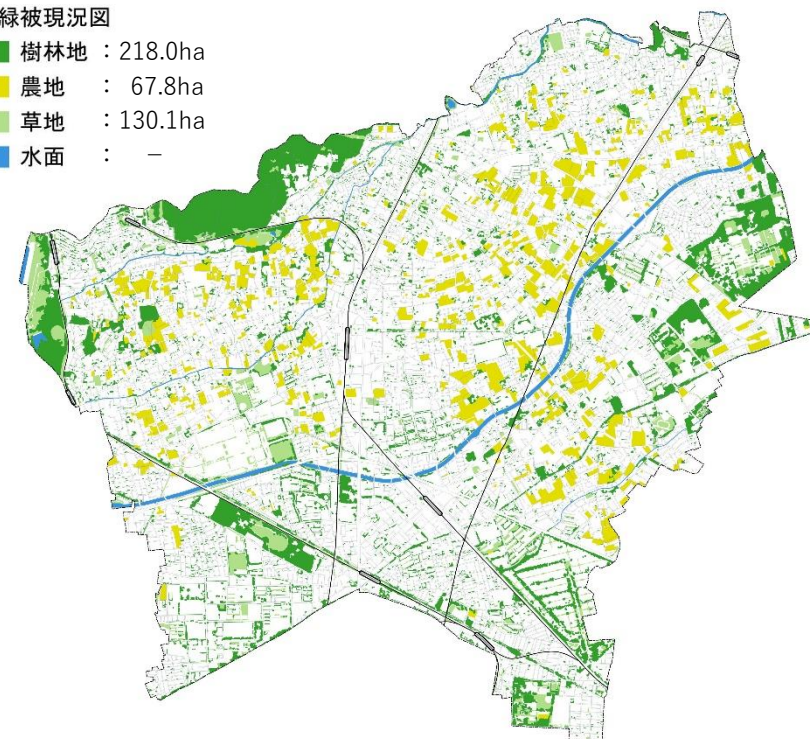 緑被現況図
樹林地 : 218.0ha
農地 : 67.8ha
草地 : 130.1ha
水面 : −